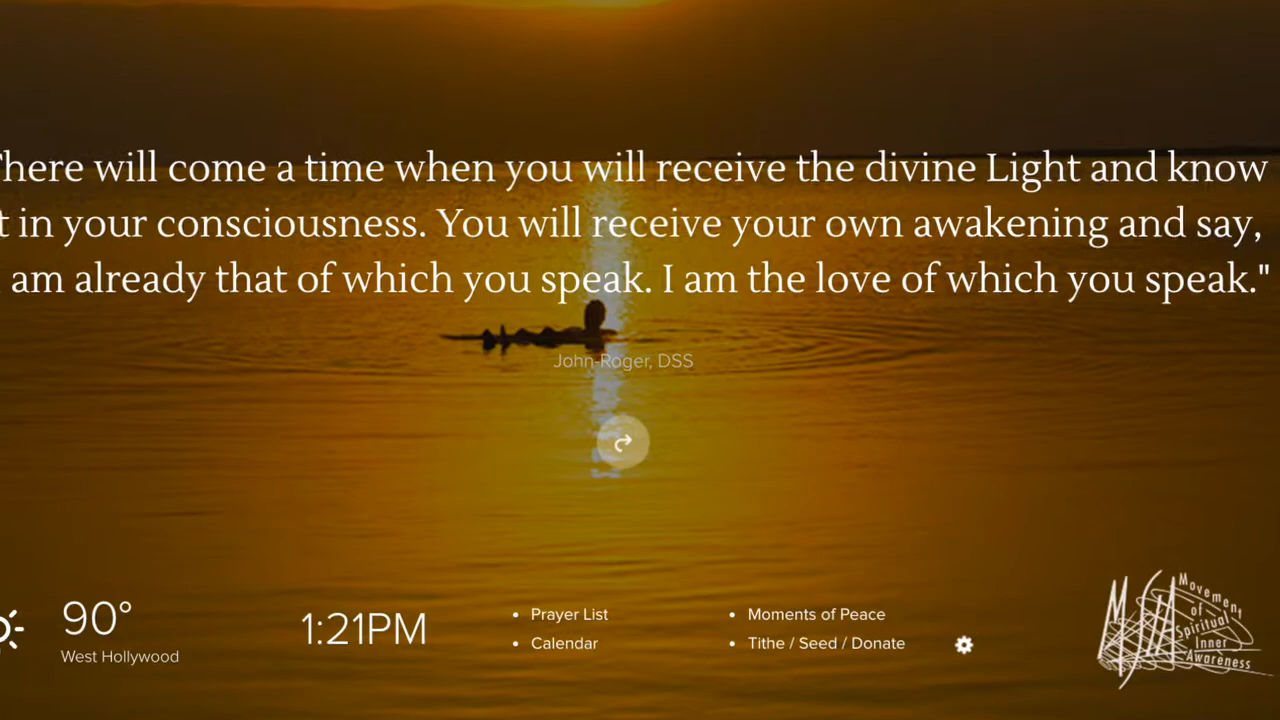 here will come a time when you will receive the divine Light and know
t in your consciousness. You will receive your own awakening and say,
am already that of which you speak. I am the love of which you speak."
John-Roger, DSS
90°
West Hollywood
1:21PM
• Prayer List
• Calendar
• Moments of Peace
• Tithe / Seed / Donate
MSIA
Movement
of
Spiritual
Inner
Awareness